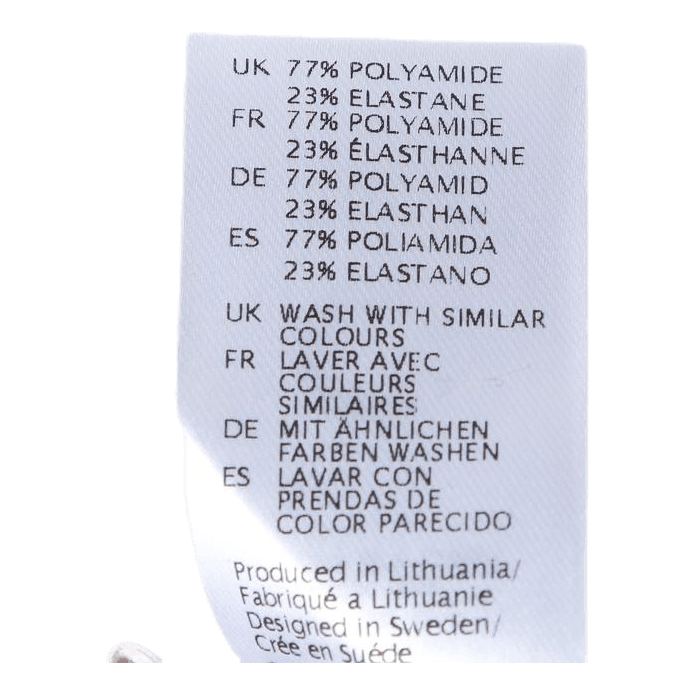 UK 77% POLYAMIDE
23% ELASTANE
FR 77% POLYAMIDE
23% ÉLASTHANNE
DE 77% POLYAMID
23% ELASTHAN
ES 77% POLIAMIDA
23% ELASTANO
UK WASH WITH SIMILAR
COLOURS
FR LAVER AVEC
COULEURS
SIMILAIRES
DE MIT ÄHNLICHEN
FARBEN WASHEN
ES LAVAR CON
PRENDAS DE
COLOR PARECIDO
Produced in Lithuania/
Fabriqué a Lithuanie
Designed in Sweden/
Crée en Suéde